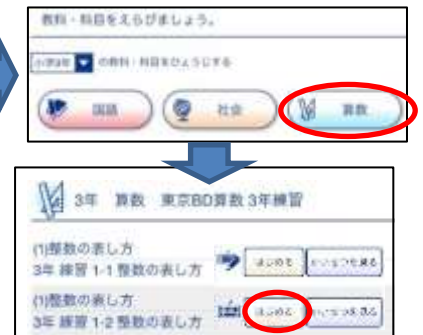 教科・科目をえらびましょう。
小学3年 の教科・科目をひょうじする
国語 社会 算数
3年 算数 東京BD算数 3年練習
(1)整数の表し方
3年 練習 1-1 整数の表し方
はじめる
(1)整数の表し方
3年 練習 1-2 整数の表し方
はじめる